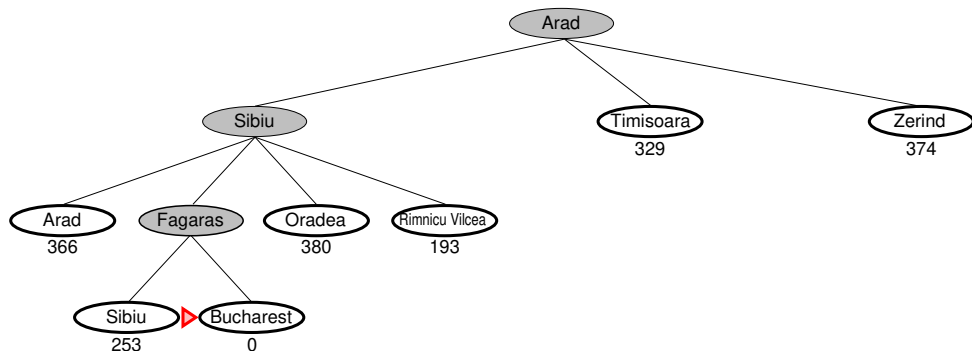 Arad
Sibiu
Timisoara
Zerind
329
374
Arad
Fagaras
Oradea
Rimnicu Vilcea
366
380
193
Sibiu
Bucharest
253
0